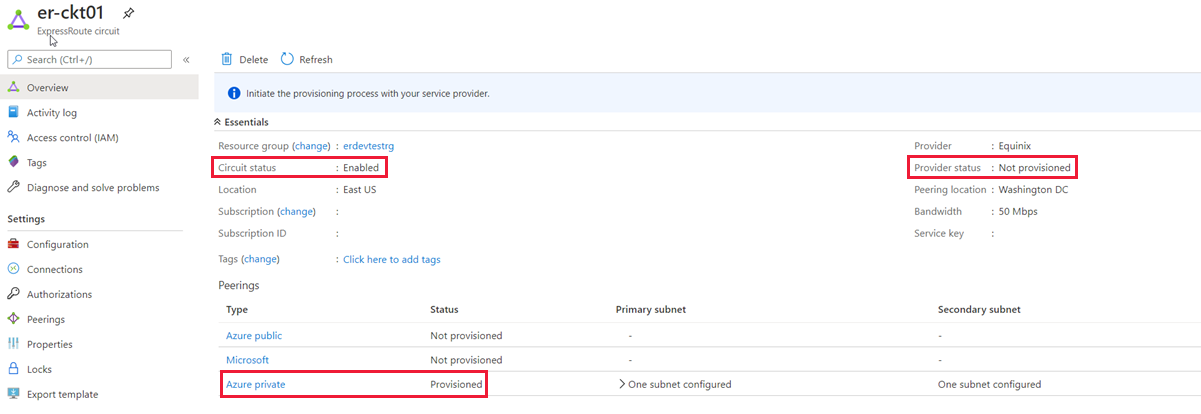 er-ckt01
ExpressRoute circuit
Search (Ctrl+/)
«
Overview
Activity log
Access control (IAM)
Tags
Diagnose and solve problems
Settings
Configuration
Connections
Authorizations
Peerings
Properties
Locks
Export template
Delete Refresh
Initiate the provisioning process with your service provider.
Essentials
Resource group (change) : erdevtestrg Provider : Equinix
Circuit status : Enabled Provider status : Not provisioned
Location : East US Peering location : Washington DC
Subscription (change) : Bandwidth : 50 Mbps
Subscription ID : Service key :
Tags (change) : Click here to add tags
Peerings
Type Status Primary subnet Secondary subnet
Azure public Not provisioned - -
Microsoft Not provisioned - -
Azure private Provisioned One subnet configured One subnet configured